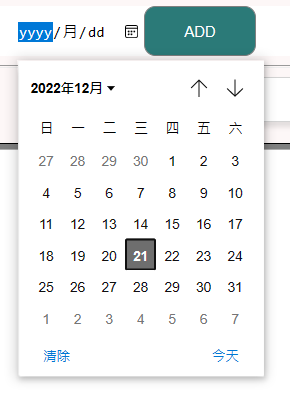 yyyy/月/dd ADD
2022年12月
日 一 二 三 四 五 六
27 28 29 30 1 2 3
4 5 6 7 8 9 10
11 12 13 14 15 16 17
18 19 20 21 22 23 24
25 26 27 28 29 30 31
1 2 3 4 5 6 7
清除 今天